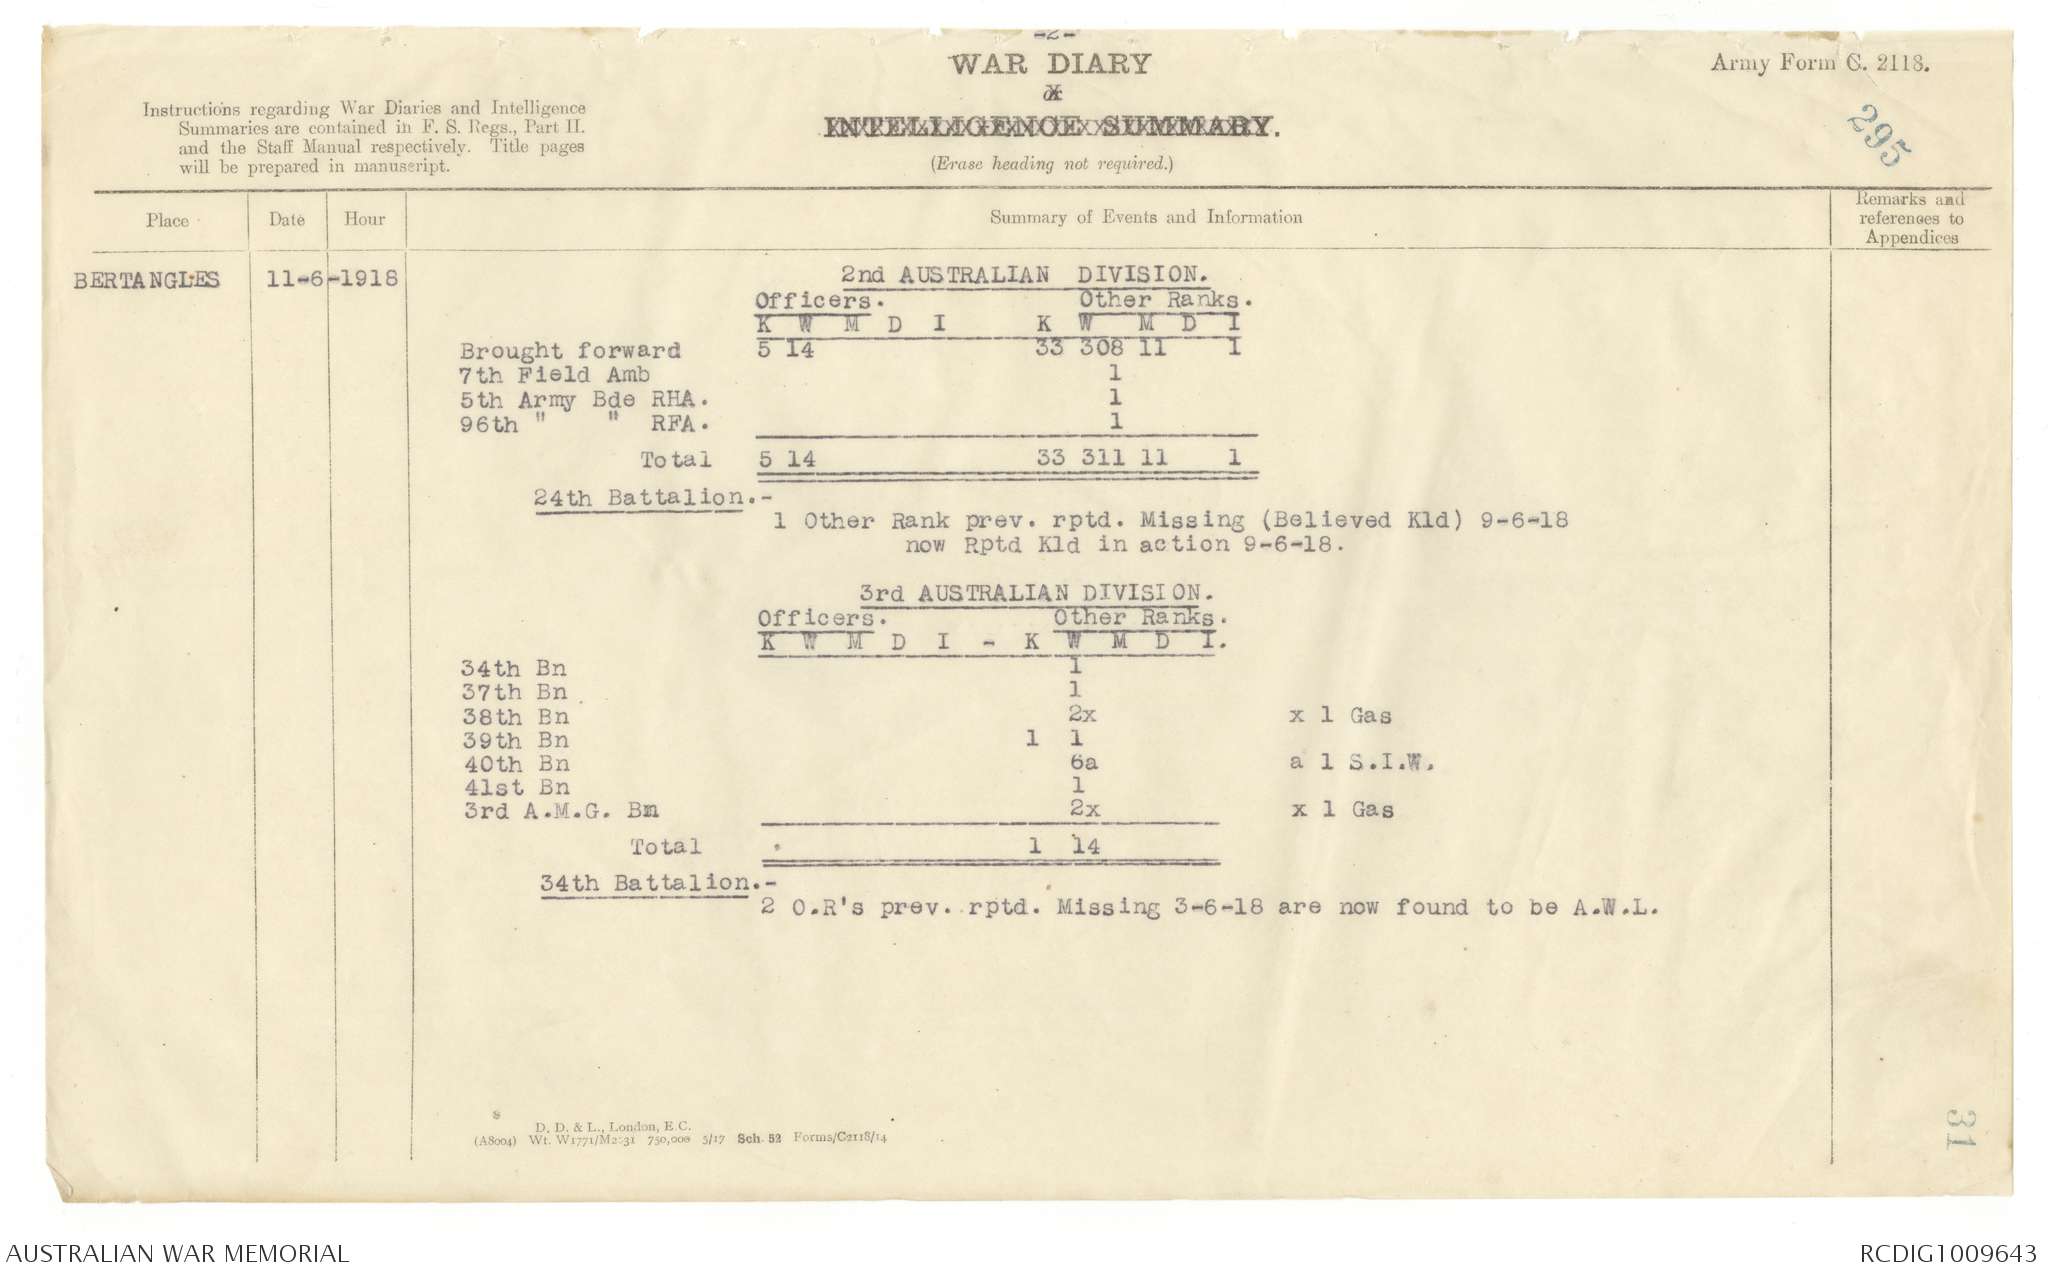 -2-
WAR DIARY
or
INTELLIGENCE SUMMARY.
(Erase heading not required.)
Army Form C. 2118.
295
Instructions regarding War Diaries and Intelligence
Summaries are contained in F. S. Regs., Part II.
and the Staff Manual respectively. Title pages
will be prepared in manuscript.
Place Date Hour Summary of Events and Information Remarks and
references to
Appendices
BERTANGLES 11-6-1918
2nd AUSTRALIAN DIVISION.
Officers. Other Ranks.
K W M D I K W M D I
Brought forward 5 14 33 308 11 1
7th Field Amb 1
5th Army Bde RHA. 1
96th " " RFA. 1
Total 5 14 33 311 11 1
24th Battalion.-
1 Other Rank prev. rptd. Missing (Believed Kld) 9-6-18
now Rptd Kld in action 9-6-18.
3rd AUSTRALIAN DIVISION.
Officers. Other Ranks.
K W M D I - K W M D I.
34th Bn 1
37th Bn 1
38th Bn 2x x 1 Gas
39th Bn 1 1
40th Bn 6a a 1 S.I.W.
41st Bn 1
3rd A.M.G. Bn 2x x 1 Gas
Total 1 14
34th Battalion.-
2 O.R's prev. rptd. Missing 3-6-18 are now found to be A.W.L.
8
D. D. & L., London, E.C.
(A8004) Wt. W1771/M2031 750,000 5/17 Sch. 52 Forms/C2118/14
31
AUSTRALIAN WAR MEMORIAL
RCDIG1009643